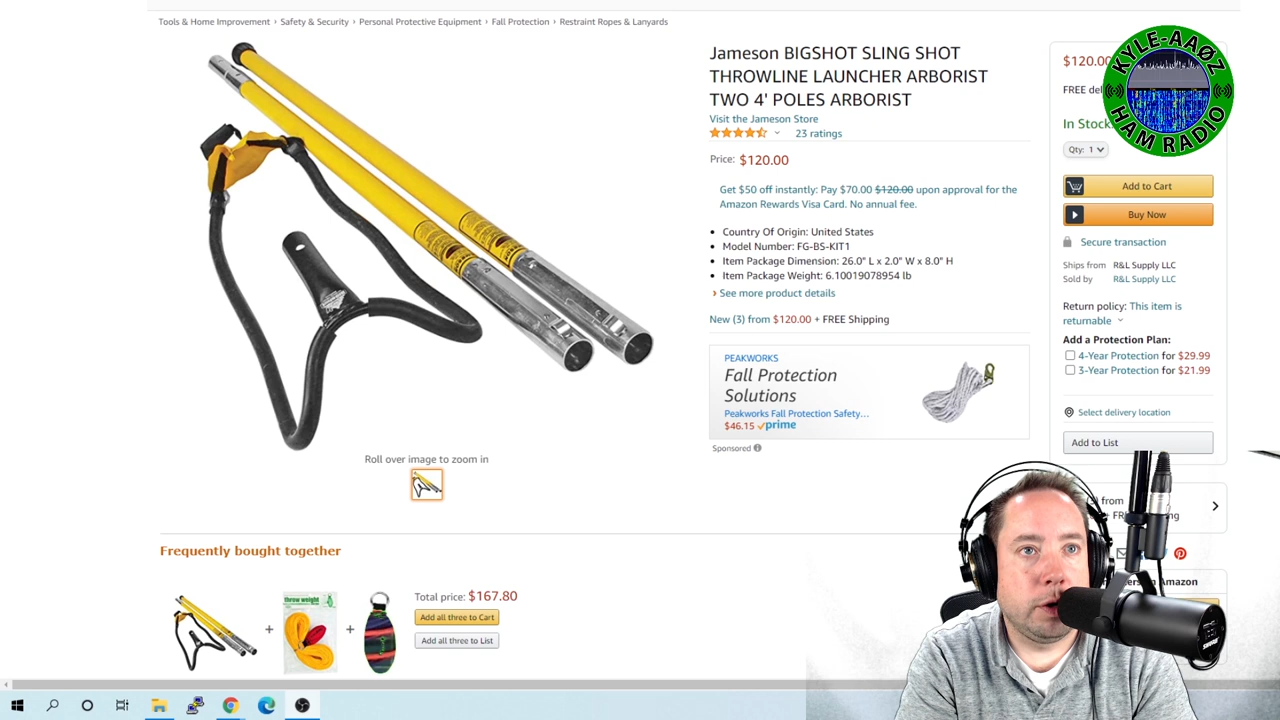 Tools & Home Improvement › Safety & Security › Personal Protective Equipment › Fall Protection › Restraint Ropes & Lanyards
Jameson BIGSHOT SLING SHOT
THROWLINE LAUNCHER ARBORIST
TWO 4' POLES ARBORIST
Visit the Jameson Store
23 ratings
Price: $120.00
Get $50 off instantly: Pay $70.00 $120.00 upon approval for the
Amazon Rewards Visa Card. No annual fee.
Country Of Origin: United States
Model Number: FG-BS-KIT1
Item Package Dimension: 26.0" L x 2.0" W x 8.0" H
Item Package Weight: 6.10019078954 lb
› See more product details
New (3) from $120.00 + FREE Shipping
PEAKWORKS
Fall Protection
Solutions
Peakworks Fall Protection Safety…
$46.15 prime
Sponsored
Roll over image to zoom in
Frequently bought together
throw weight
Total price: $167.80
Add all three to Cart
Add all three to List
$120.00
FREE del
In Stock.
Qty: 1
Add to Cart
Buy Now
Secure transaction
Ships from R&L Supply LLC
Sold by R&L Supply LLC
Return policy: This item is
returnable
Add a Protection Plan:
4-Year Protection for $29.99
3-Year Protection for $21.99
Select delivery location
Add to List
from
Amazon
KYLE-AAØZ
HAM RADIO
SHURE